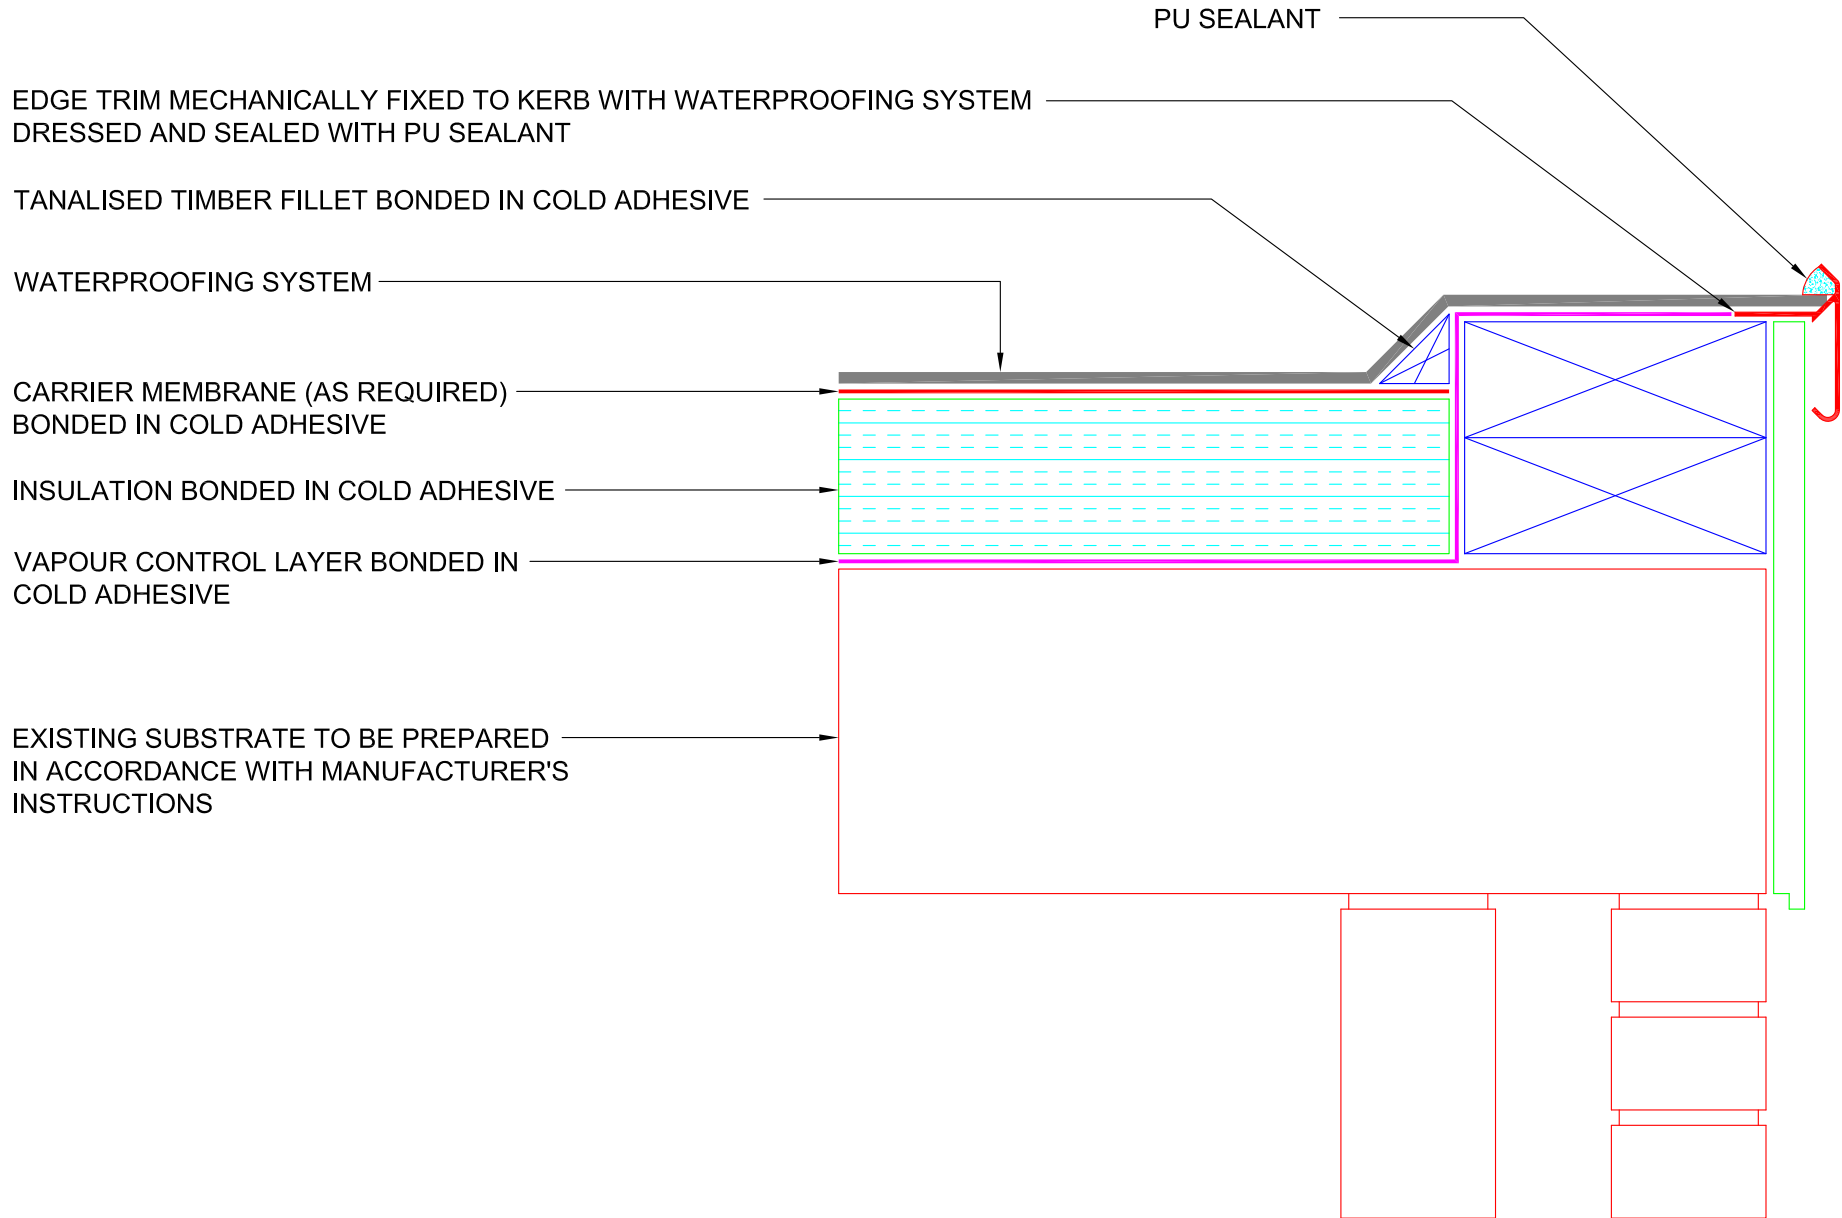 PU SEALANT
EDGE TRIM MECHANICALLY FIXED TO KERB WITH WATERPROOFING SYSTEM
DRESSED AND SEALED WITH PU SEALANT
TANALISED TIMBER FILLET BONDED IN COLD ADHESIVE
WATERPROOFING SYSTEM
CARRIER MEMBRANE (AS REQUIRED)
BONDED IN COLD ADHESIVE
INSULATION BONDED IN COLD ADHESIVE
VAPOUR CONTROL LAYER BONDED IN
COLD ADHESIVE
EXISTING SUBSTRATE TO BE PREPARED
IN ACCORDANCE WITH MANUFACTURER'S
INSTRUCTIONS